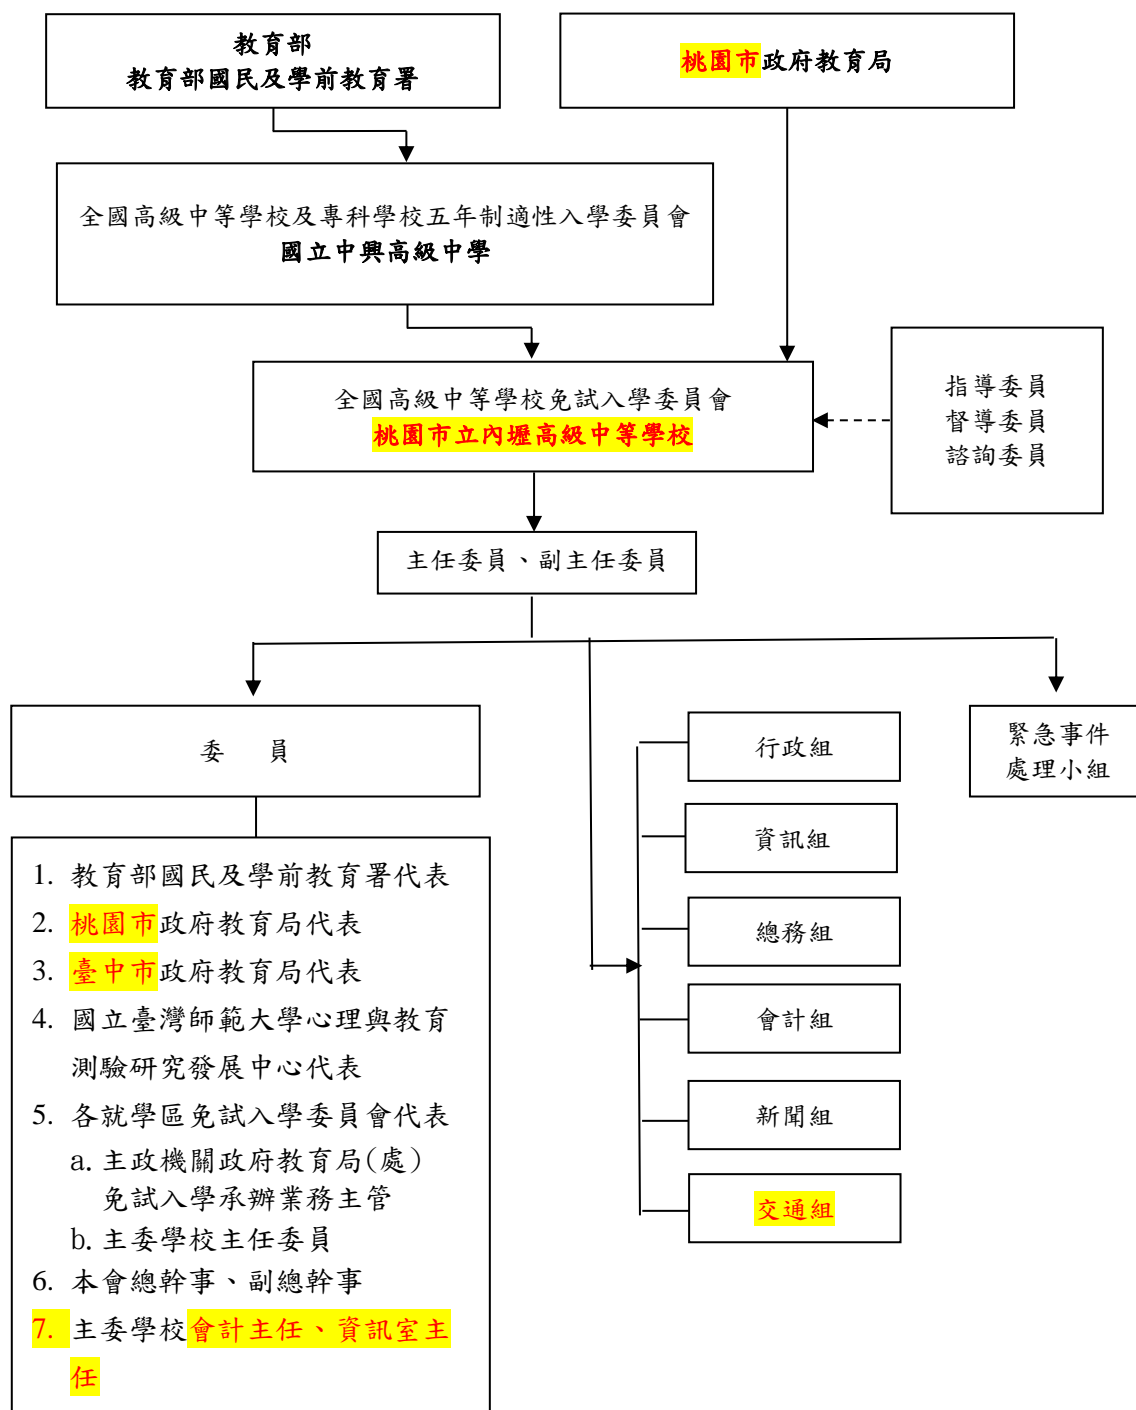 教育部
教育部國民及學前教育署
桃園市政府教育局
全國高級中等學校及專科學校五年制適性入學委員會
國立中興高級中學
全國高級中等學校免試入學委員會
桃園市立內壢高級中等學校
指導委員
督導委員
諮詢委員
主任委員、副主任委員
委　員
行政組
資訊組
總務組
會計組
新聞組
交通組
緊急事件
處理小組
1. 教育部國民及學前教育署代表
2. 桃園市政府教育局代表
3. 臺中市政府教育局代表
4. 國立臺灣師範大學心理與教育
測驗研究發展中心代表
5. 各就學區免試入學委員會代表
a. 主政機關政府教育局(處)
免試入學承辦業務主管
b. 主委學校主任委員
6. 本會總幹事、副總幹事
7. 主委學校會計主任、資訊室主
任